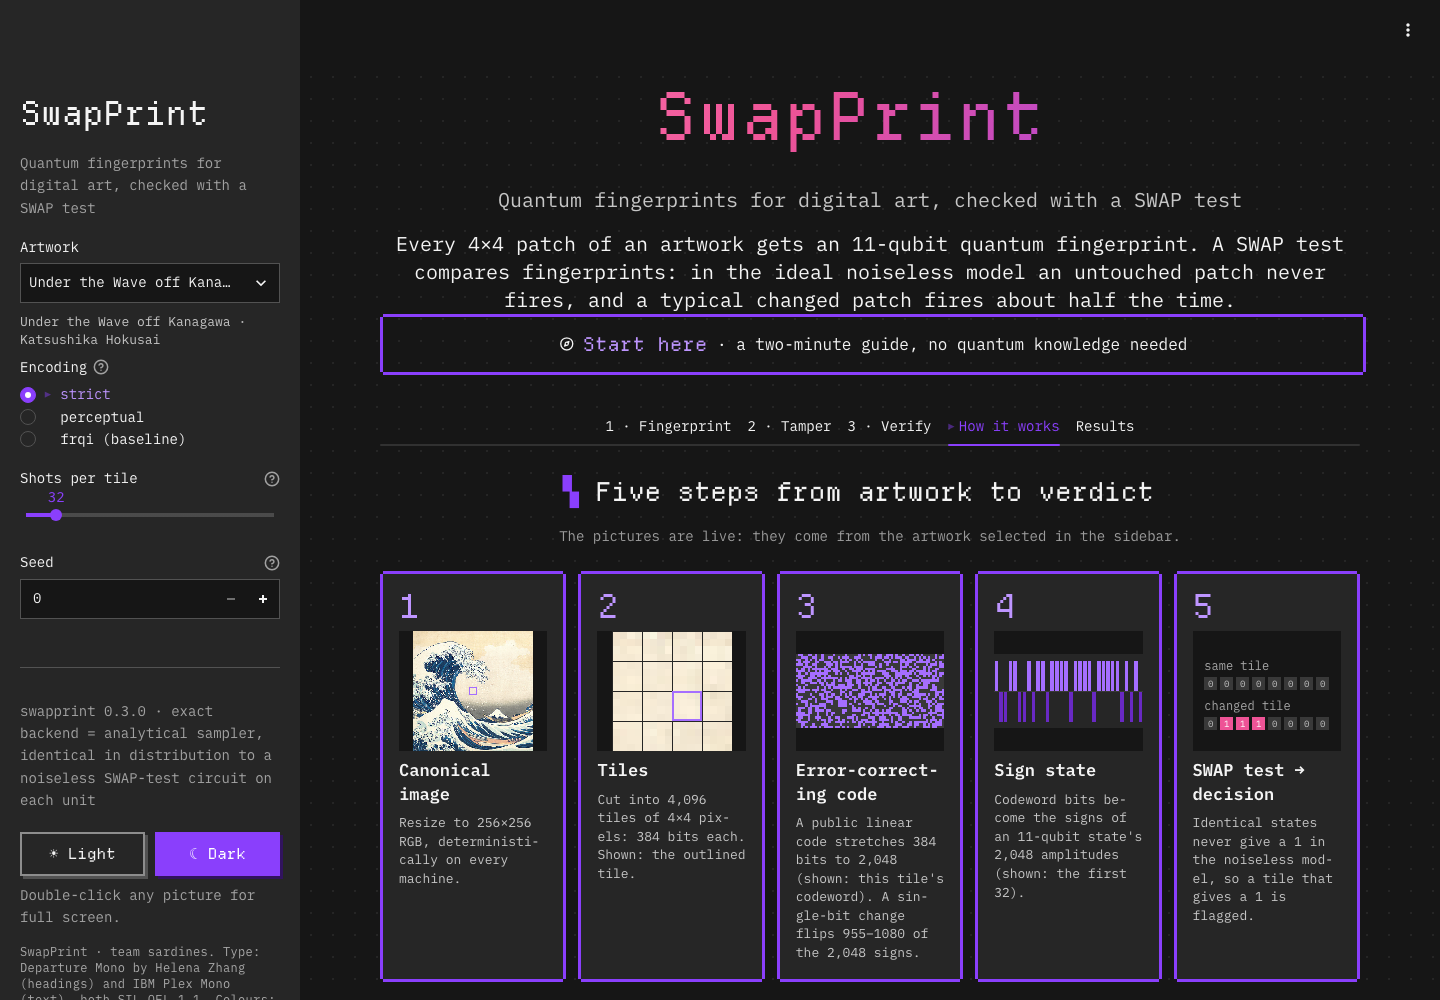 SwapPrint
Quantum fingerprints for
digital art, checked with a
SWAP test
Artwork
Under the Wave off Kana…
Under the Wave off Kanagawa ·
Katsushika Hokusai
Encoding
strict
perceptual
frqi (baseline)
Shots per tile
32
Seed
0
swapprint 0.3.0 · exact
backend = analytical sampler,
identical in distribution to a
noiseless SWAP-test circuit on
each unit
☀ Light
☾ Dark
Double-click any picture for
full screen.
SwapPrint · team sardines. Type:
Departure Mono by Helena Zhang
(headings) and IBM Plex Mono
(text), both SIL OFL 1.1. Colours:
SwapPrint
Quantum fingerprints for digital art, checked with a SWAP test
Every 4×4 patch of an artwork gets an 11-qubit quantum fingerprint. A SWAP test
compares fingerprints: in the ideal noiseless model an untouched patch never
fires, and a typical changed patch fires about half the time.
Start here · a two-minute guide, no quantum knowledge needed
1 · Fingerprint 2 · Tamper 3 · Verify ▸ How it works Results
Five steps from artwork to verdict
The pictures are live: they come from the artwork selected in the sidebar.
1
Canonical
image
Resize to 256×256
RGB, deterministi-
cally on every
machine.
2
Tiles
Cut into 4,096
tiles of 4×4 pix-
els: 384 bits each.
Shown: the outlined
tile.
3
Error-correct-
ing code
A public linear
code stretches 384
bits to 2,048
(shown: this tile's
codeword). A sin-
gle-bit change
flips 955–1080 of
the 2,048 signs.
4
Sign state
Codeword bits be-
come the signs of
an 11-qubit state's
2,048 amplitudes
(shown: the first
32).
5
same tile
0 0 0 0 0 0 0 0
changed tile
0 1 1 1 0 0 0 0
SWAP test →
decision
Identical states
never give a 1 in
the noiseless mod-
el, so a tile that
gives a 1 is
flagged.